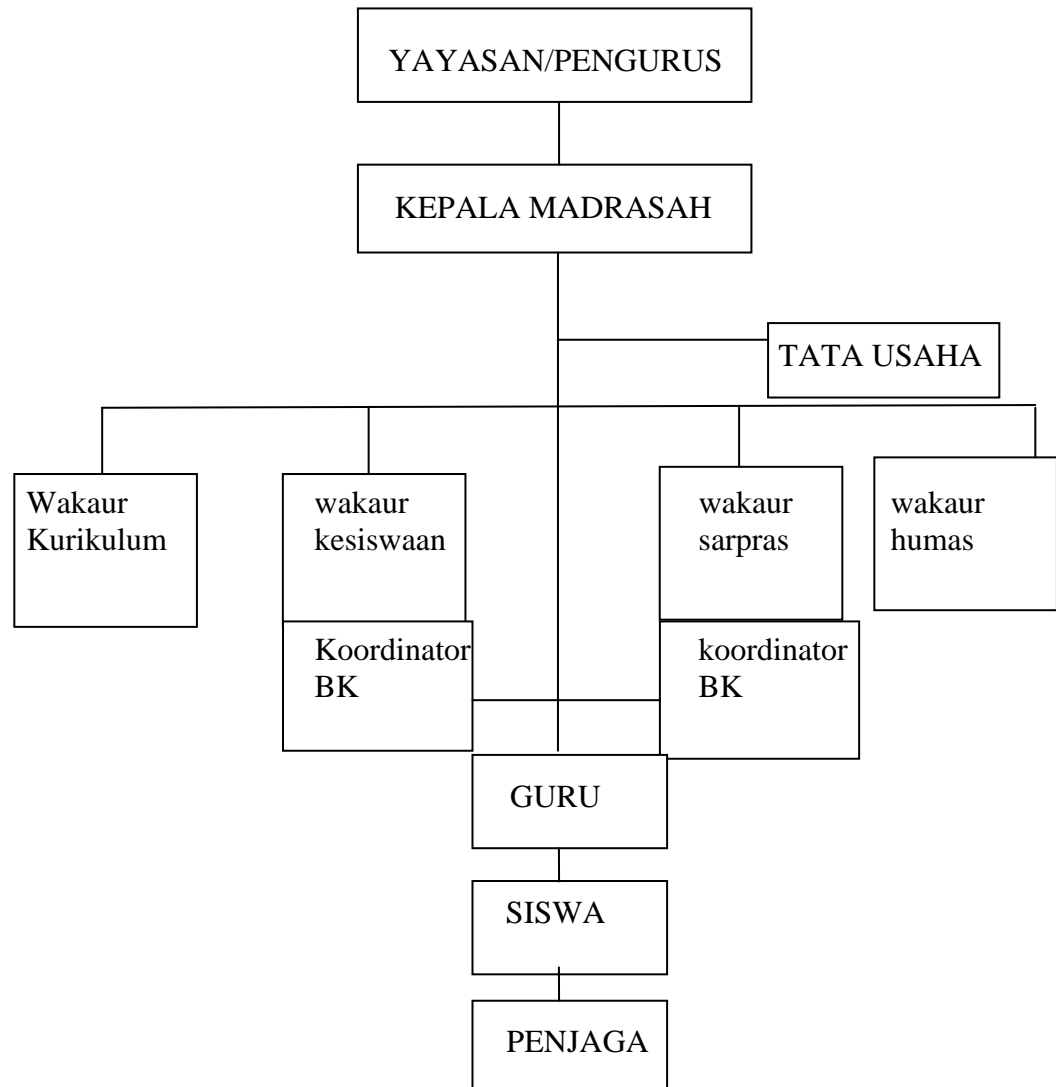 YAYASAN/PENGURUS
KEPALA MADRASAH
TATA USAHA
Wakaur
Kurikulum
wakaur
kesiswaan
wakaur
sarpras
wakaur
humas
Koordinator
BK
koordinator
BK
GURU
SISWA
PENJAGA